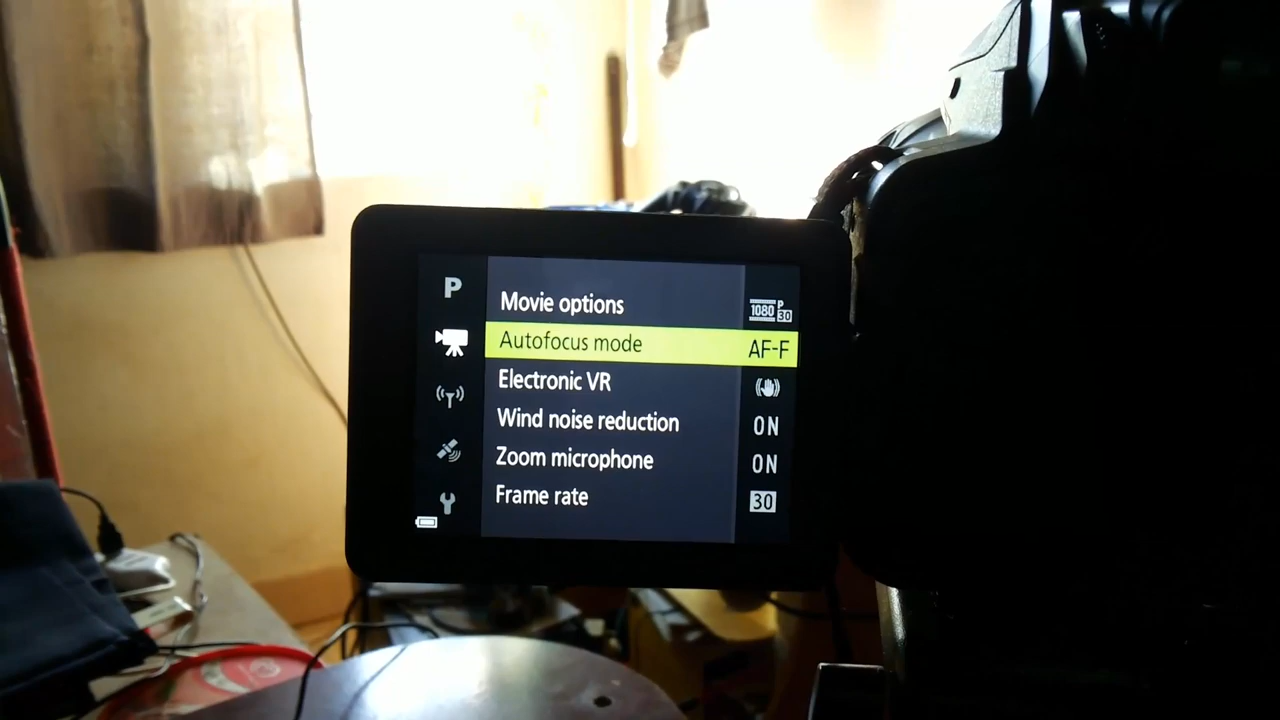 P
Movie options 1080 P 30
Autofocus mode AF-F
Electronic VR
Wind noise reduction ON
Zoom microphone ON
Frame rate 30